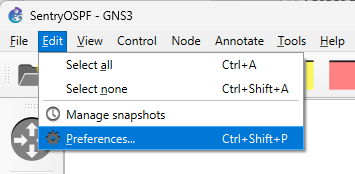 SentryOSPF - GNS3
File Edit View Control Node Annotate Tools Help
Select all Ctrl+A
Select none Ctrl+Shift+A
Manage snapshots
Preferences... Ctrl+Shift+P